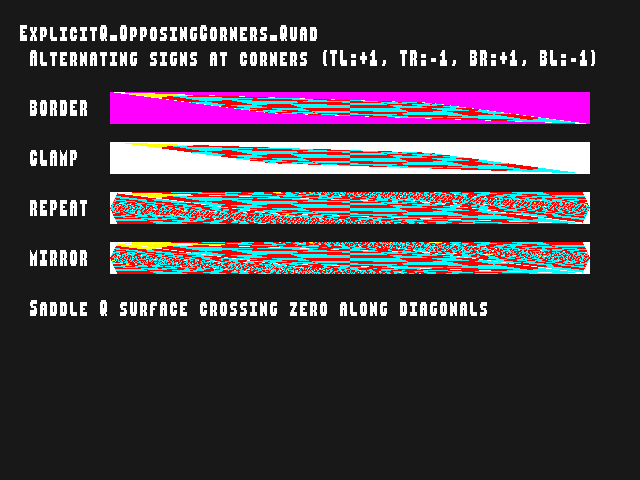 ExplicitQ_OpposingCorners_Quad
Alternating signs at corners (TL:+1, TR:-1, BR:+1, BL:-1)
BORDER
CLAMP
REPEAT
MIRROR
Saddle Q surface crossing zero along diagonals